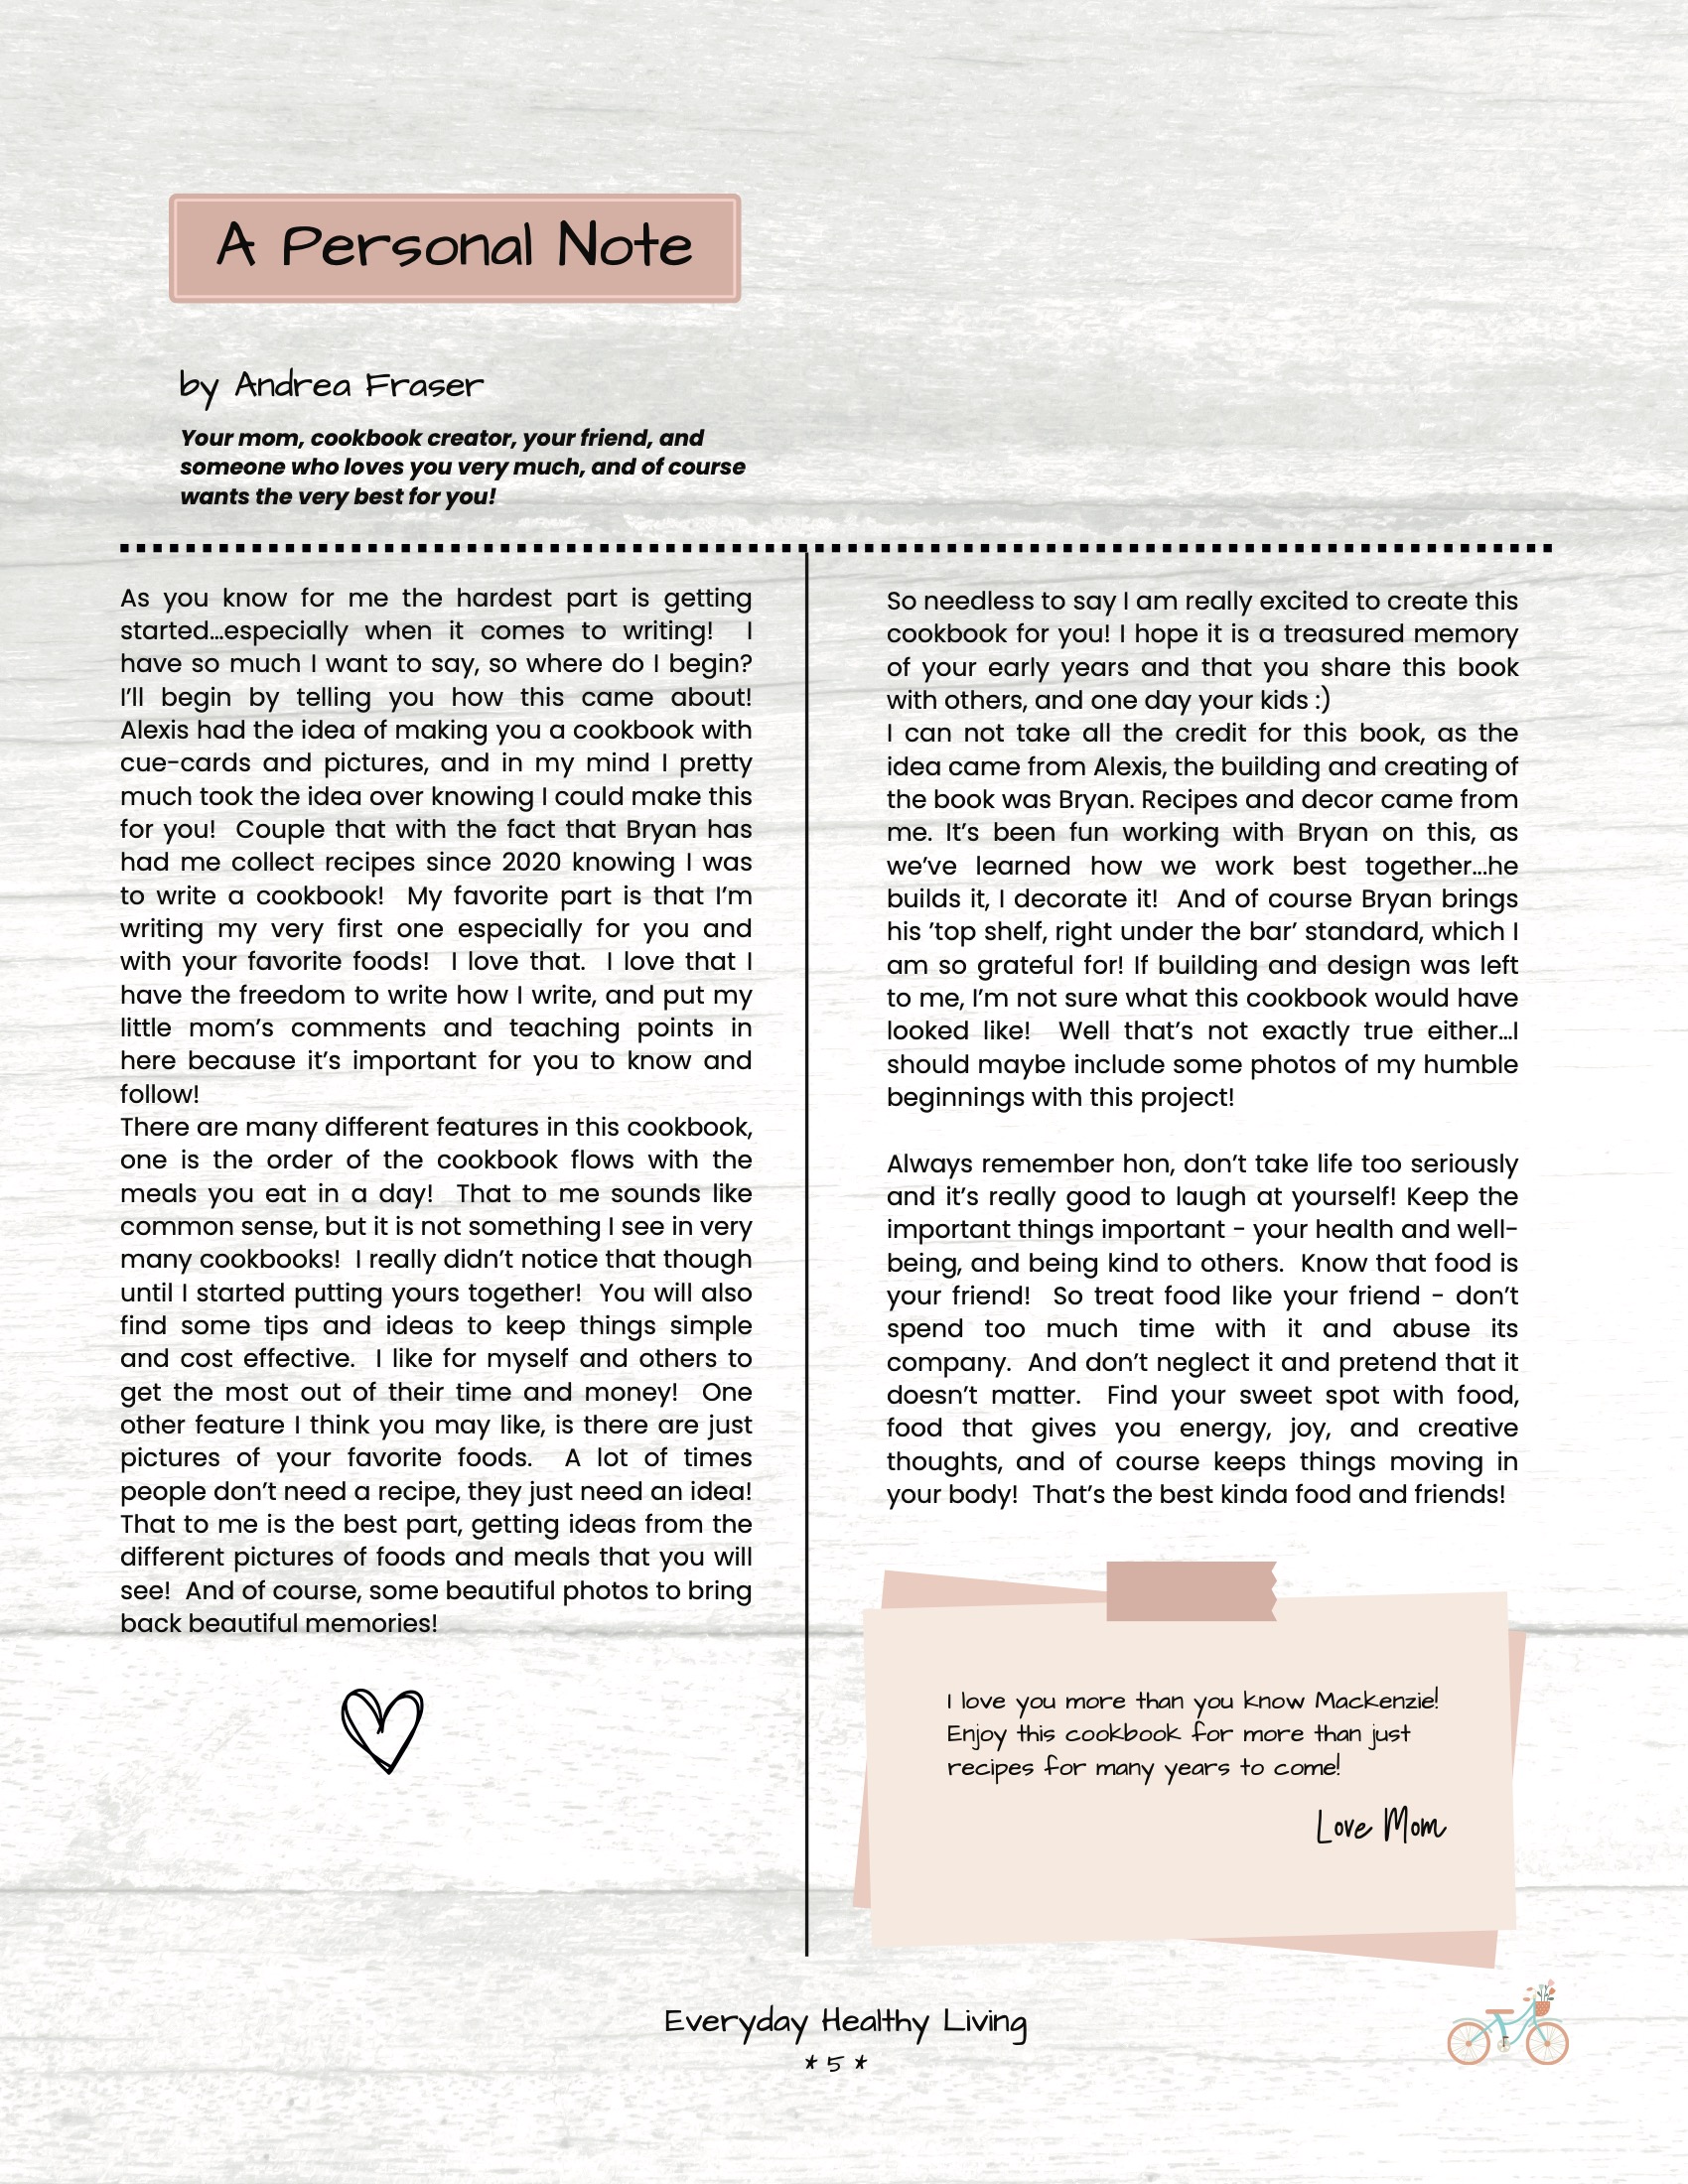 A Personal Note
by Andrea Fraser
Your mom, cookbook creator, your friend, and
someone who loves you very much, and of course
wants the very best for you!
As you know for me the hardest part is getting
started...especially when it comes to writing! I
have so much I want to say, so where do I begin?
I'll begin by telling you how this came about!
Alexis had the idea of making you a cookbook with
cue-cards and pictures, and in my mind I pretty
much took the idea over knowing I could make this
for you! Couple that with the fact that Bryan has
had me collect recipes since 2020 knowing I was
to write a cookbook! My favorite part is that I'm
writing my very first one especially for you and
with your favorite foods! I love that. I love that I
have the freedom to write how I write, and put my
little mom's comments and teaching points in
here because it's important for you to know and
follow!
There are many different features in this cookbook,
one is the order of the cookbook flows with the
meals you eat in a day! That to me sounds like
common sense, but it is not something I see in very
many cookbooks! I really didn't notice that though
until I started putting yours together! You will also
find some tips and ideas to keep things simple
and cost effective. I like for myself and others to
get the most out of their time and money! One
other feature I think you may like, is there are just
pictures of your favorite foods. A lot of times
people don't need a recipe, they just need an idea!
That to me is the best part, getting ideas from the
different pictures of foods and meals that you will
see! And of course, some beautiful photos to bring
back beautiful memories!
So needless to say I am really excited to create this
cookbook for you! I hope it is a treasured memory
of your early years and that you share this book
with others, and one day your kids :)
I can not take all the credit for this book, as the
idea came from Alexis, the building and creating of
the book was Bryan. Recipes and decor came from
me. It's been fun working with Bryan on this, as
we've learned how we work best together...he
builds it, I decorate it! And of course Bryan brings
his 'top shelf, right under the bar' standard, which I
am so grateful for! If building and design was left
to me, I'm not sure what this cookbook would have
looked like! Well that's not exactly true either...I
should maybe include some photos of my humble
beginnings with this project!
Always remember hon, don't take life too seriously
and it's really good to laugh at yourself! Keep the
important things important - your health and well-
being, and being kind to others. Know that food is
your friend! So treat food like your friend - don't
spend too much time with it and abuse its
company. And don't neglect it and pretend that it
doesn't matter. Find your sweet spot with food,
food that gives you energy, joy, and creative
thoughts, and of course keeps things moving in
your body! That's the best kinda food and friends!
I love you more than you know Mackenzie!
Enjoy this cookbook for more than just
recipes for many years to come!
Love Mom
Everyday Healthy Living
* 5 *